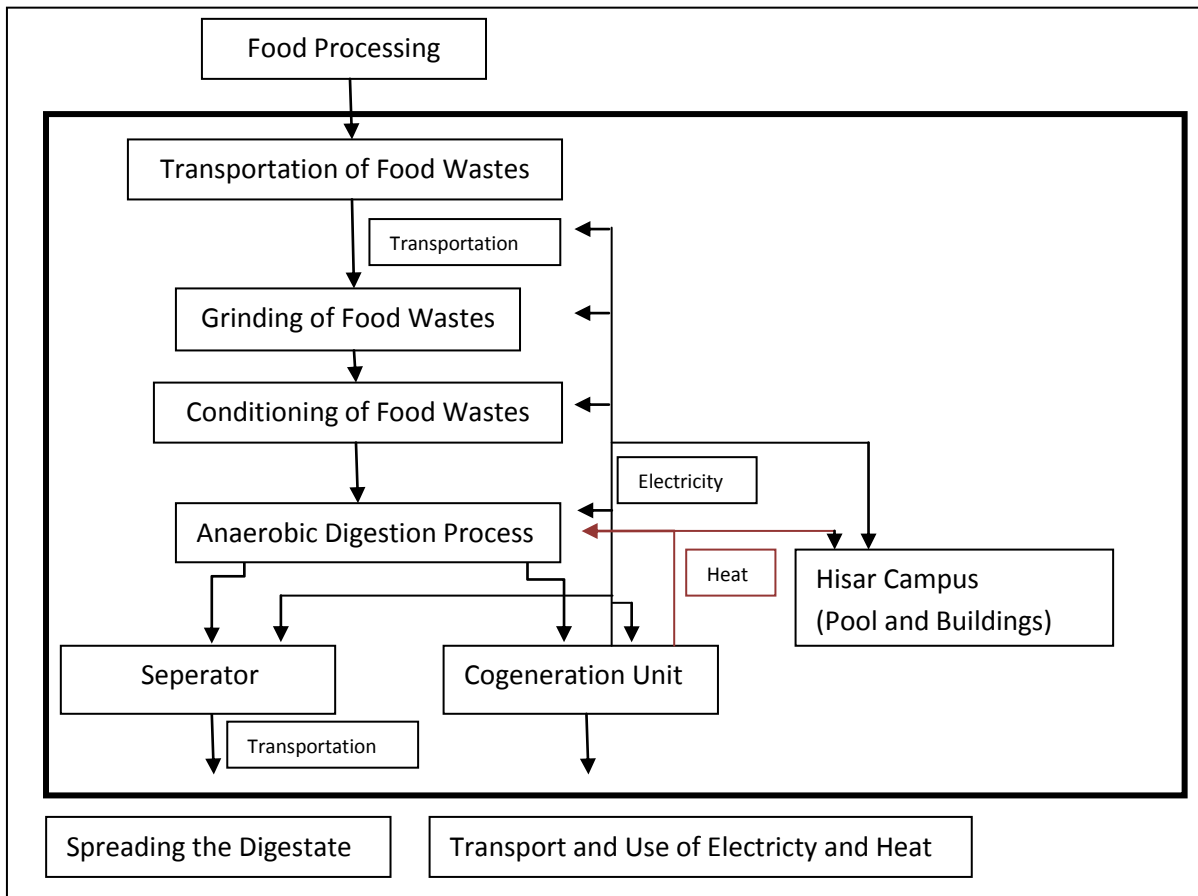 Food Processing
Transportation of Food Wastes
Transportation
Grinding of Food Wastes
Conditioning of Food Wastes
Electricity
Anaerobic Digestion Process
Heat
Hisar Campus
(Pool and Buildings)
Seperator
Cogeneration Unit
Transportation
Spreading the Digestate
Transport and Use of Electricty and Heat